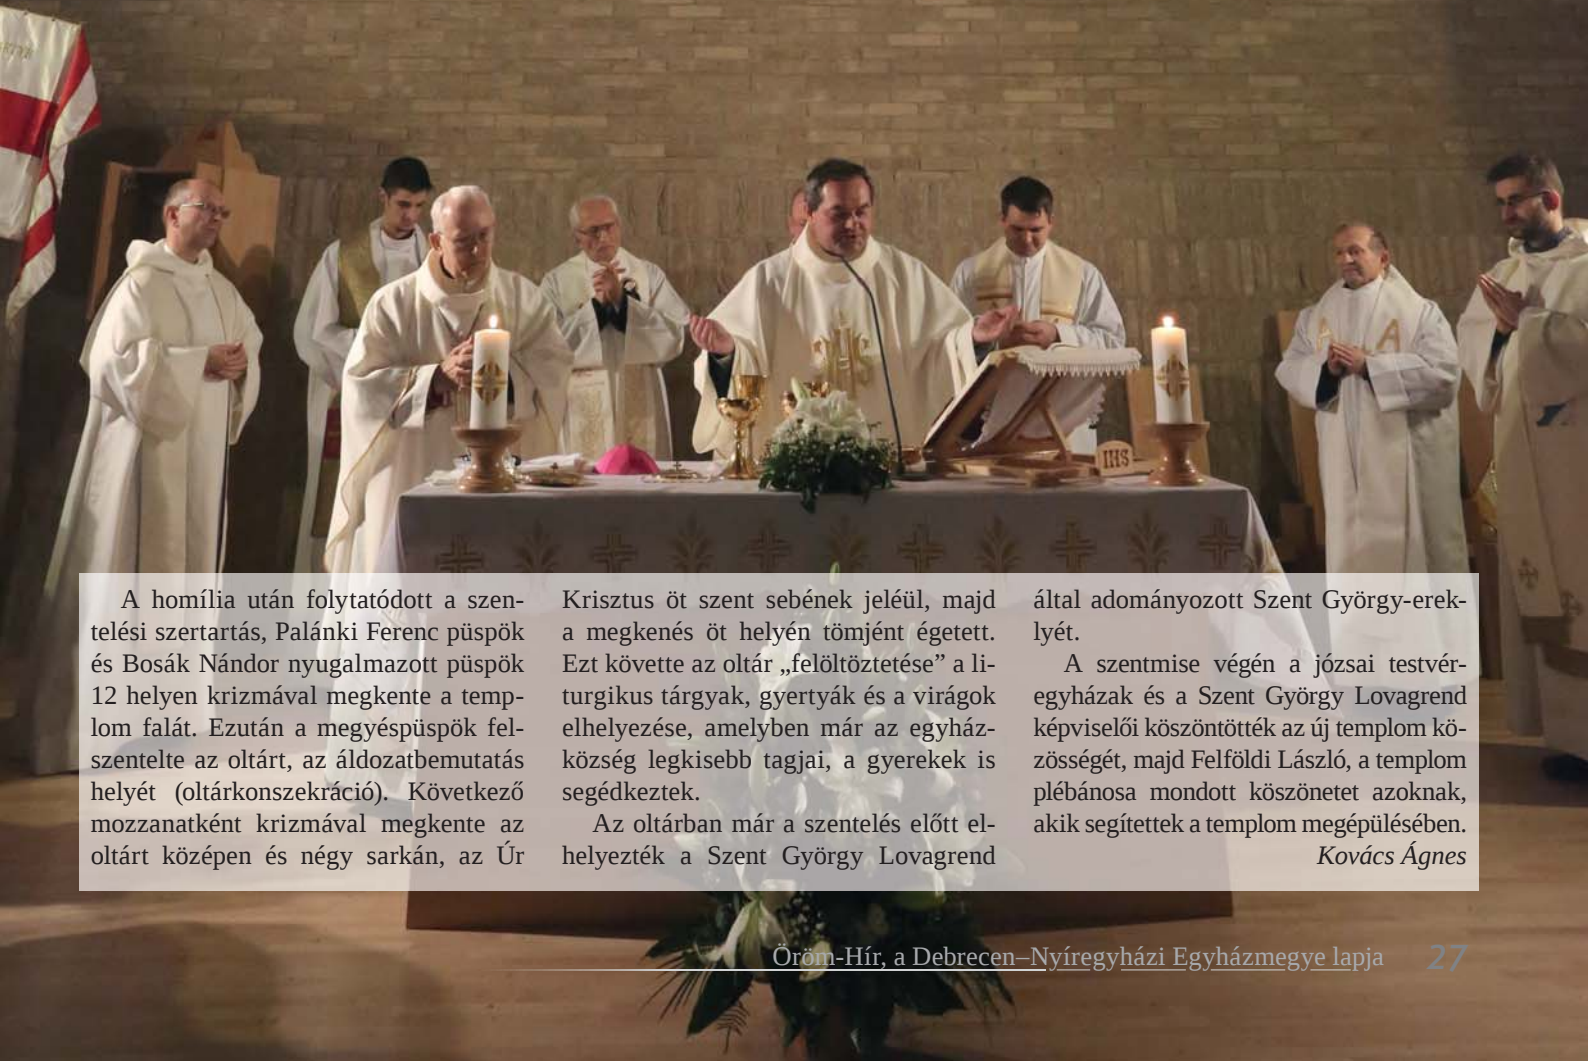 A homília után folytatódott a szen-
telési szertartás, Palánki Ferenc püspök
és Bosák Nándor nyugalmazott püspök
12 helyen krizmával megkente a temp-
lom falát. Ezután a megyéspüspök fel-
szentelte az oltárt, az áldozatbemutatás
helyét (oltárkonszekráció). Következő
mozzanatként krizmával megkente az
oltárt középen és négy sarkán, az Úr
Krisztus öt szent sebének jeléül, majd
a megkenés öt helyén tömjént égetett.
Ezt követte az oltár „felöltöztetése” a li-
turgikus tárgyak, gyertyák és a virágok
elhelyezése, amelyben már az egyház-
község legkisebb tagjai, a gyerekek is
segédkeztek.
Az oltárban már a szentelés előtt el-
helyezték a Szent György Lovagrend
által adományozott Szent György-erek-
lyét.
A szentmise végén a józsai testvér-
egyházak és a Szent György Lovagrend
képviselői köszöntötték az új templom kö-
zösségét, majd Felföldi László, a templom
plébánosa mondott köszönetet azoknak,
akik segítettek a templom megépülésében.
Kovács Ágnes
IHS
Öröm-Hír, a Debrecen–Nyíregyházi Egyházmegye lapja 27